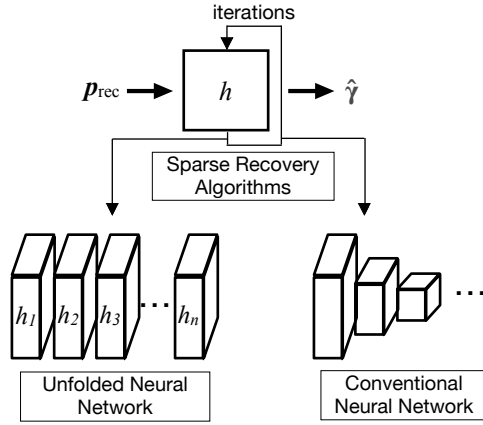 iterations
p_rec
h
γ̂
Sparse Recovery
Algorithms
h₁
h₂
h₃
...
hₙ
...
Unfolded Neural
Network
Conventional
Neural Network